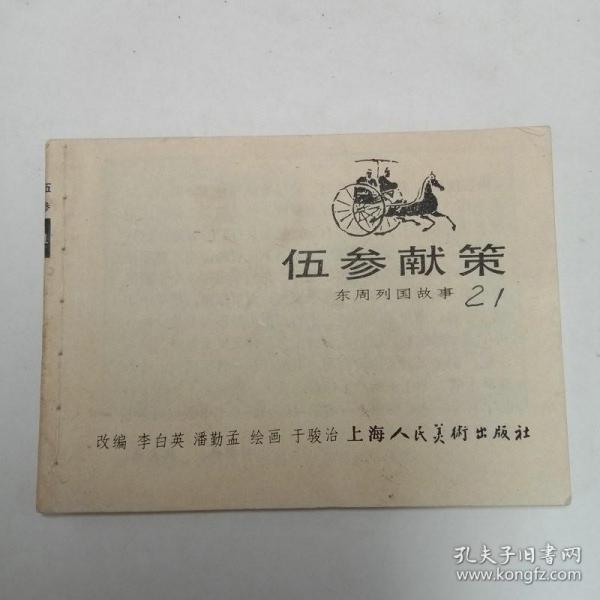 伍参献策
东周列国故事 21
改编 李白英 潘勤孟 绘画 于骏治 上海人民美術出版社
伍参
孔夫子旧书网
www.kongfz.com